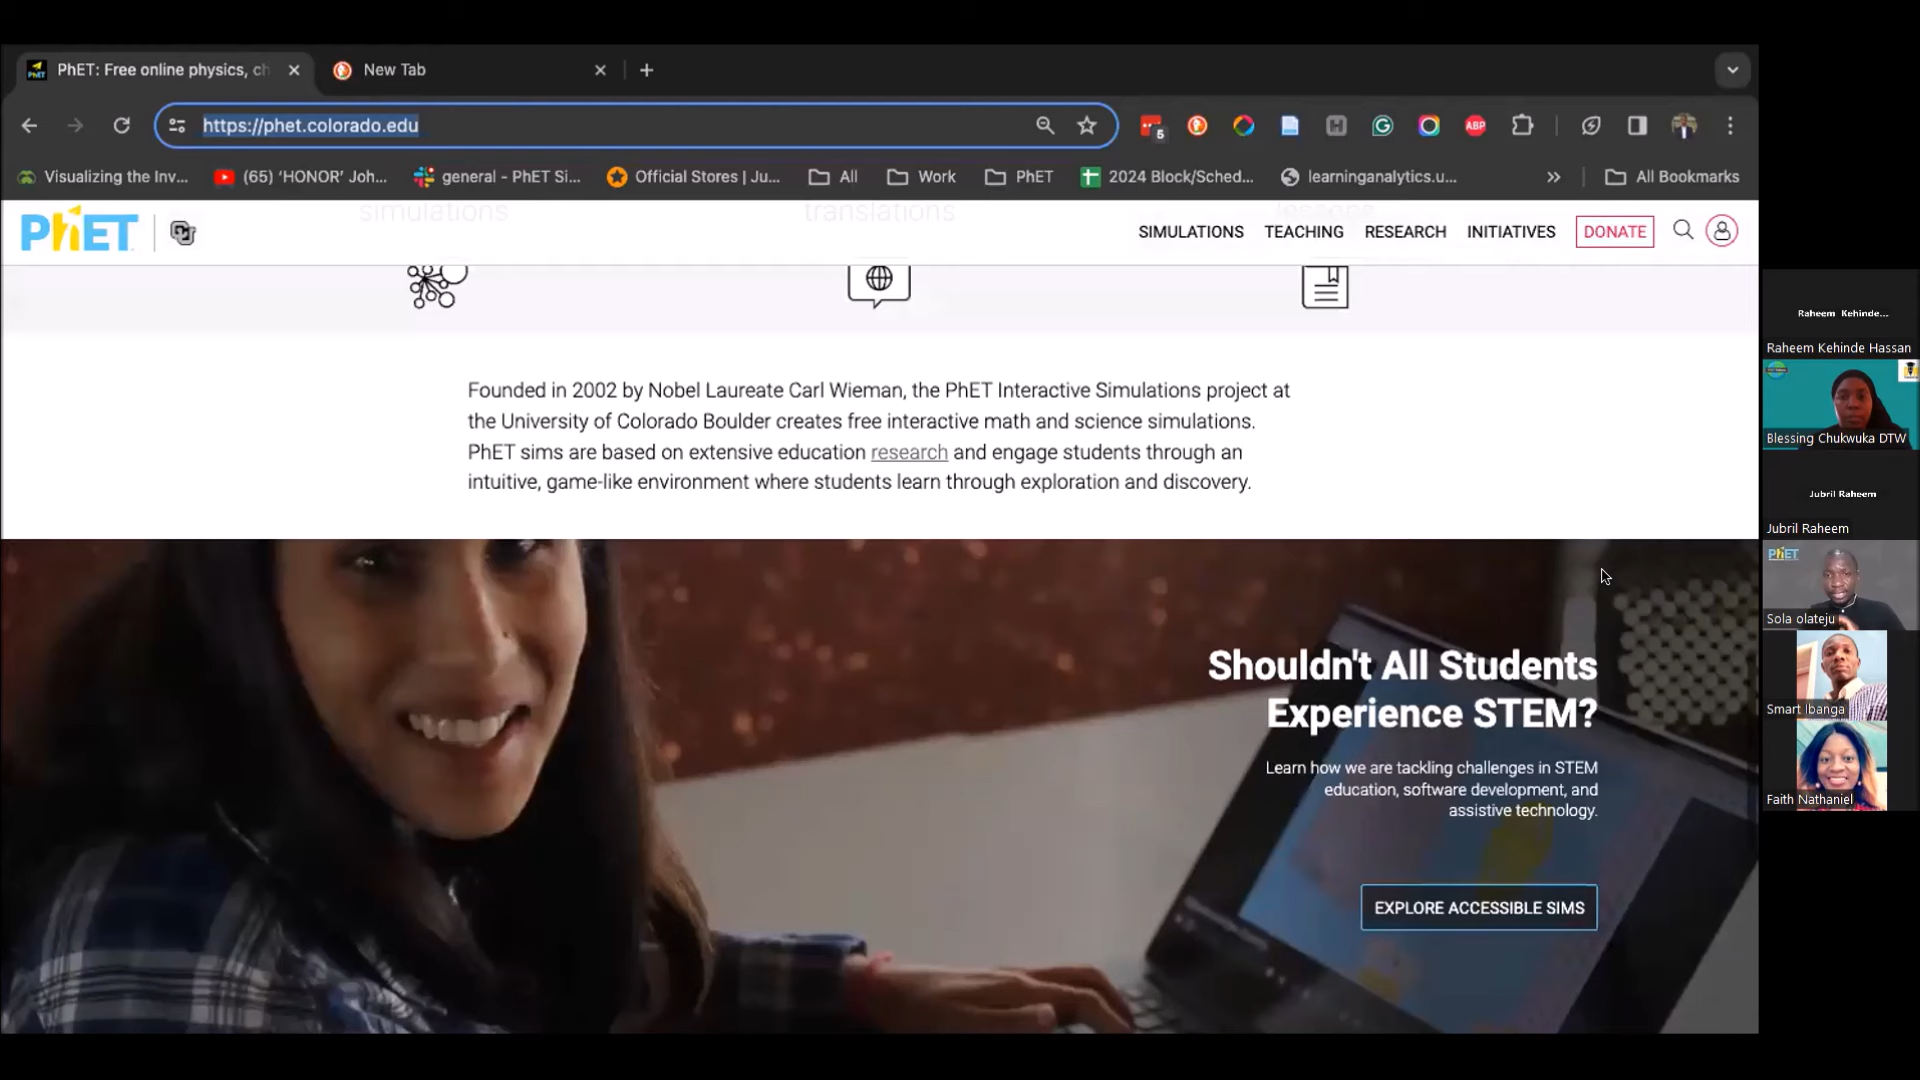 PhET: Free online physics, ch
New Tab
https://phet.colorado.edu
5
ABP
Visualizing the Inv...
(65) ‘HONOR’ Joh...
general - PhET Si...
Official Stores | Ju...
All
Work
PhET
2024 Block/Sched...
learninganalytics.u...
All Bookmarks
simulations
translations
lessons
PhET
SIMULATIONS
TEACHING
RESEARCH
INITIATIVES
DONATE
Founded in 2002 by Nobel Laureate Carl Wieman, the PhET Interactive Simulations project at
the University of Colorado Boulder creates free interactive math and science simulations.
PhET sims are based on extensive education research and engage students through an
intuitive, game-like environment where students learn through exploration and discovery.
Shouldn't All Students
Experience STEM?
Learn how we are tackling challenges in STEM
education, software development, and
assistive technology.
EXPLORE ACCESSIBLE SIMS
Raheem Kehinde...
Raheem Kehinde Hassan
Blessing Chukwuka DTW
Jubril Raheem
Jubril Raheem
PhET
Sola olateju
Smart Ibanga
Faith Nathaniel